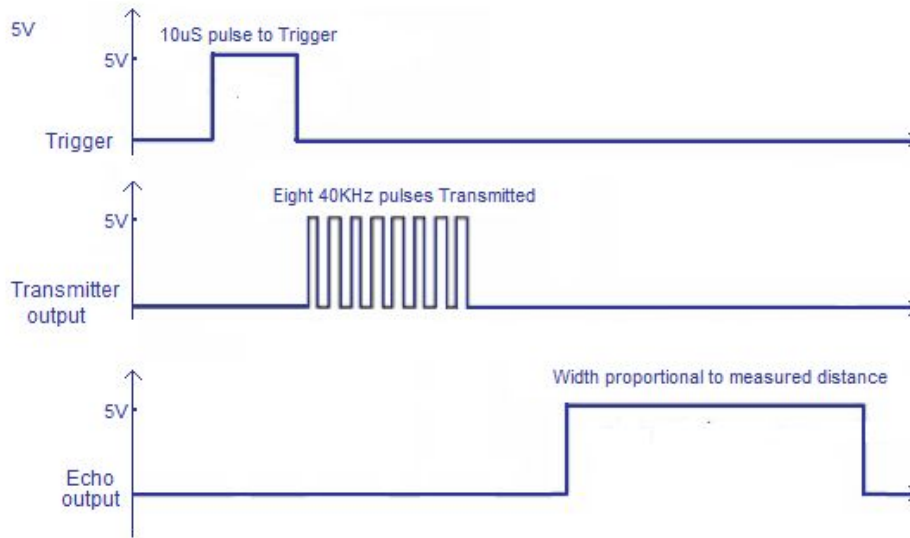 5V
10uS pulse to Trigger
5V
Trigger
Eight 40KHz pulses Transmitted
5V
Transmitter
output
Width proportional to measured distance
5V
Echo
output